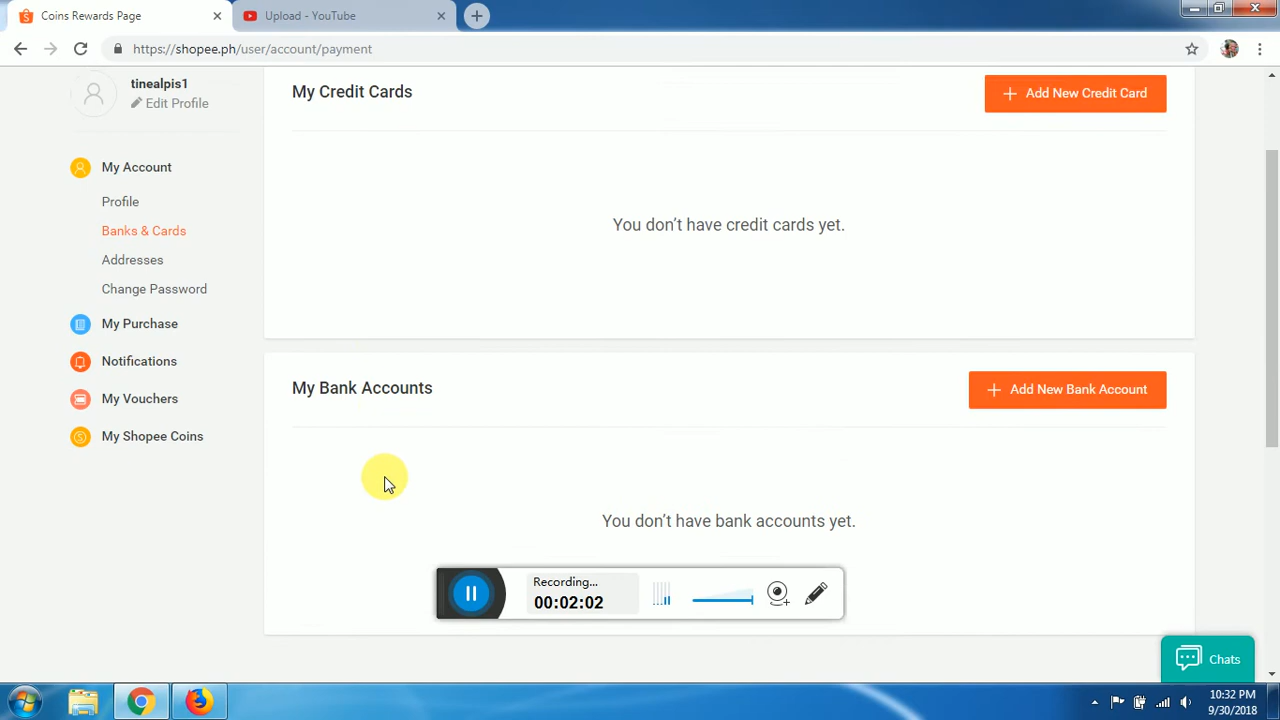 Coins Rewards Page
Upload - YouTube
https://shopee.ph/user/account/payment
tinealpis1
Edit Profile
My Account
Profile
Banks & Cards
Addresses
Change Password
My Purchase
Notifications
My Vouchers
My Shopee Coins
My Credit Cards
Add New Credit Card
You don't have credit cards yet.
My Bank Accounts
Add New Bank Account
You don't have bank accounts yet.
Recording...
00:02:02
Chats
10:32 PM
9/30/2018